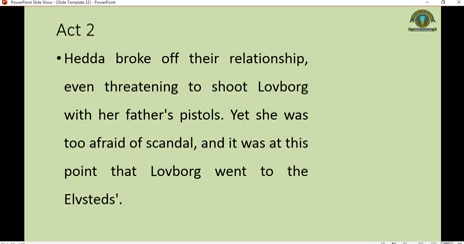 PowerPoint Slide Show - [Slide Template 22] - PowerPoint
Act 2
• Hedda broke off their relationship,
even threatening to shoot Lovborg
with her father's pistols. Yet she was
too afraid of scandal, and it was at this
point that Lovborg went to the
Elvsteds'.